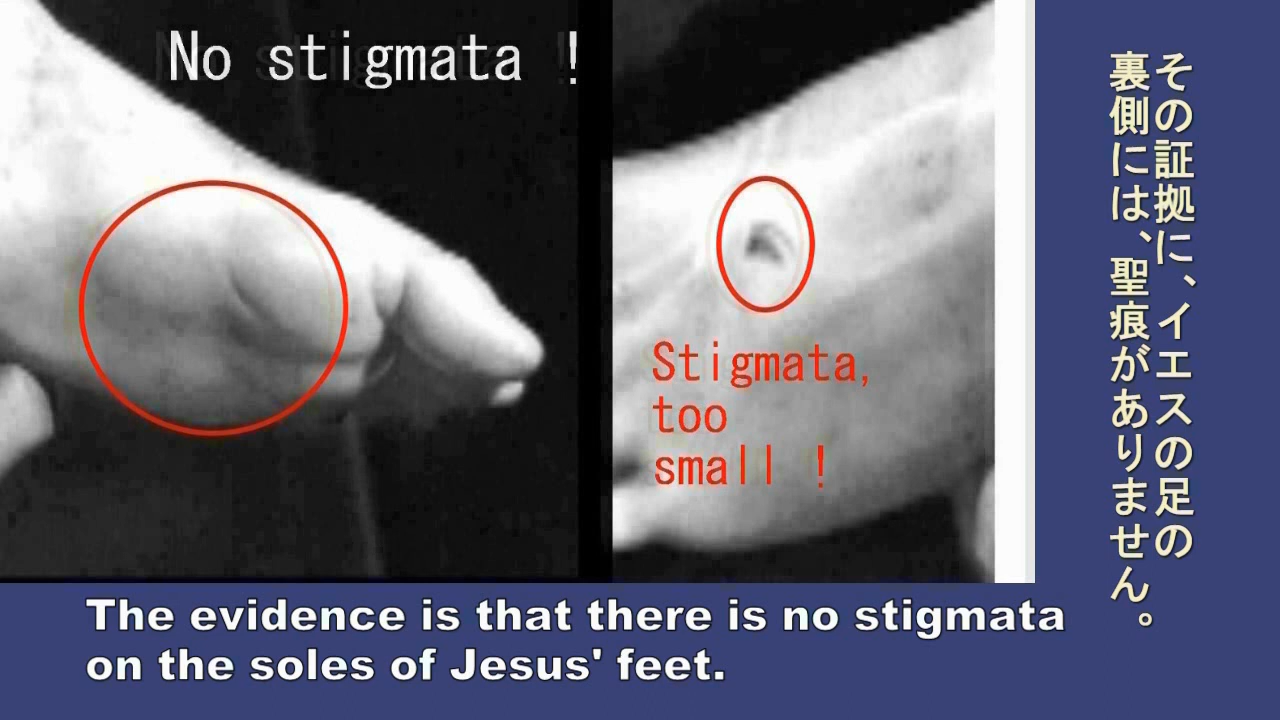 No stigmata !
Stigmata,
too
small !
その証拠に、イエスの足の
裏側には、聖痕がありません。
The evidence is that there is no stigmata
on the soles of Jesus' feet.